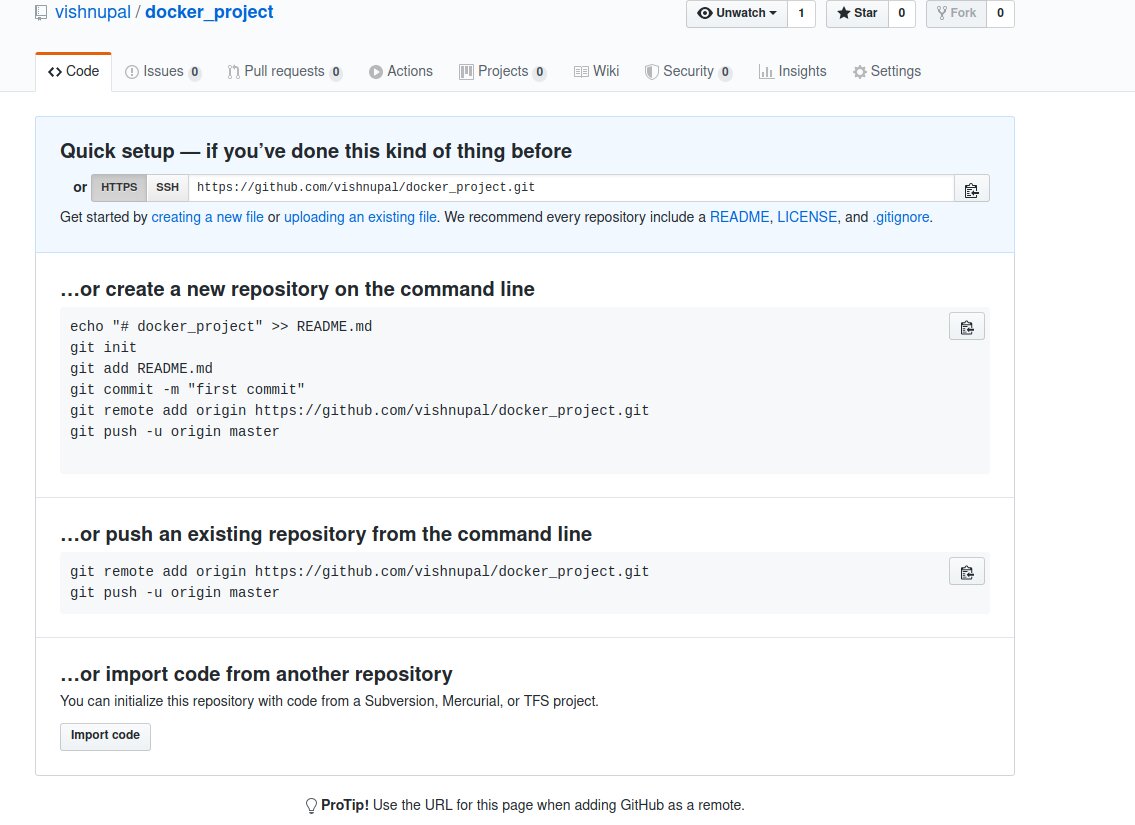 vishnupal / docker_project
Unwatch 1 Star 0 Fork 0
Code Issues 0 Pull requests 0 Actions Projects 0 Wiki Security 0 Insights Settings
Quick setup — if you’ve done this kind of thing before
or HTTPS SSH https://github.com/vishnupal/docker_project.git
Get started by creating a new file or uploading an existing file. We recommend every repository include a README, LICENSE, and .gitignore.
…or create a new repository on the command line
echo "# docker_project" >> README.md
git init
git add README.md
git commit -m "first commit"
git remote add origin https://github.com/vishnupal/docker_project.git
git push -u origin master
…or push an existing repository from the command line
git remote add origin https://github.com/vishnupal/docker_project.git
git push -u origin master
…or import code from another repository
You can initialize this repository with code from a Subversion, Mercurial, or TFS project.
Import code
ProTip! Use the URL for this page when adding GitHub as a remote.